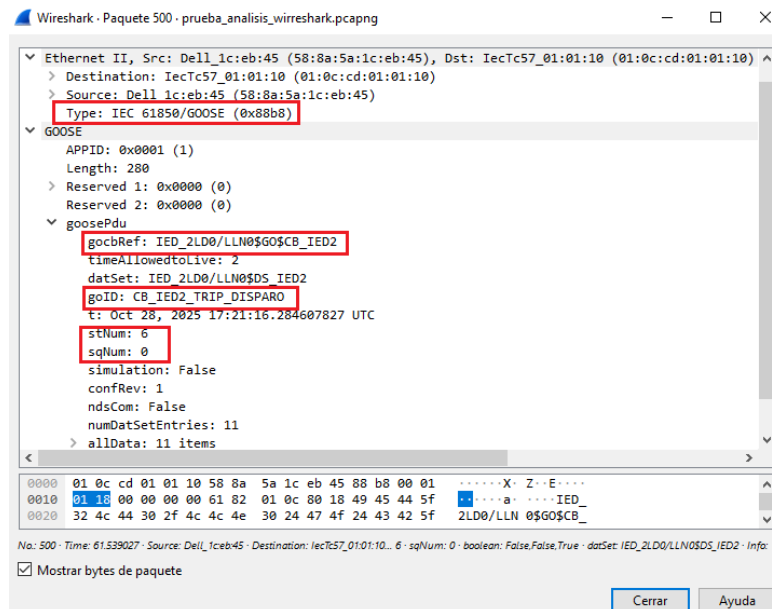 Wireshark · Paquete 500 · prueba_analisis_wirreshark.pcapng
Ethernet II, Src: Dell_1c:eb:45 (58:8a:5a:1c:eb:45), Dst: IecTc57_01:01:10 (01:0c:cd:01:01:10)
Destination: IecTc57_01:01:10 (01:0c:cd:01:01:10)
Source: Dell 1c:eb:45 (58:8a:5a:1c:eb:45)
Type: IEC 61850/GOOSE (0x88b8)
GOOSE
APPID: 0x0001 (1)
Length: 280
Reserved 1: 0x0000 (0)
Reserved 2: 0x0000 (0)
goosePdu
gocbRef: IED_2LD0/LLN0$GO$CB_IED2
timeAllowedtoLive: 2
datSet: IED_2LD0/LLN0$DS_IED2
goID: CB_IED2_TRIP_DISPARO
t: Oct 28, 2025 17:21:16.284607827 UTC
stNum: 6
sqNum: 0
simulation: False
confRev: 1
ndsCom: False
numDatSetEntries: 11
allData: 11 items
0000 01 0c cd 01 01 10 58 8a 5a 1c eb 45 88 b8 00 01 ······X· Z··E····
0010 01 18 00 00 00 00 61 82 01 0c 80 18 49 45 44 5f ······a· ····IED_
0020 32 4c 44 30 2f 4c 4c 4e 30 24 47 4f 24 43 42 5f 2LD0/LLN 0$GO$CB_
No.: 500 · Time: 61.539027 · Source: Dell_1c:eb:45 · Destination: IecTc57_01:01:10... 6 · sqNum: 0 · boolean: False,False,True · datSet: IED_2LD0/LLN0$DS_IED2 · Info:
Mostrar bytes de paquete
Cerrar Ayuda